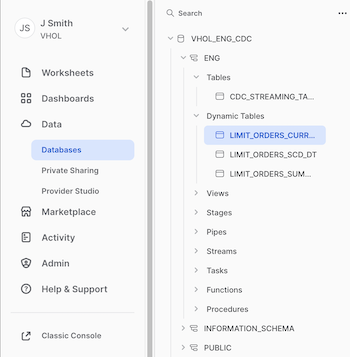 JS
J Smith
VHOL
Worksheets
Dashboards
Data
Databases
Private Sharing
Provider Studio
Marketplace
Activity
Admin
Help & Support
Classic Console
Search
VHOL_ENG_CDC
ENG
Tables
CDC_STREAMING_TA...
Dynamic Tables
LIMIT_ORDERS_CURR...
LIMIT_ORDERS_SCD_DT
LIMIT_ORDERS_SUM...
Views
Stages
Pipes
Streams
Tasks
Functions
Procedures
INFORMATION_SCHEMA
PUBLIC